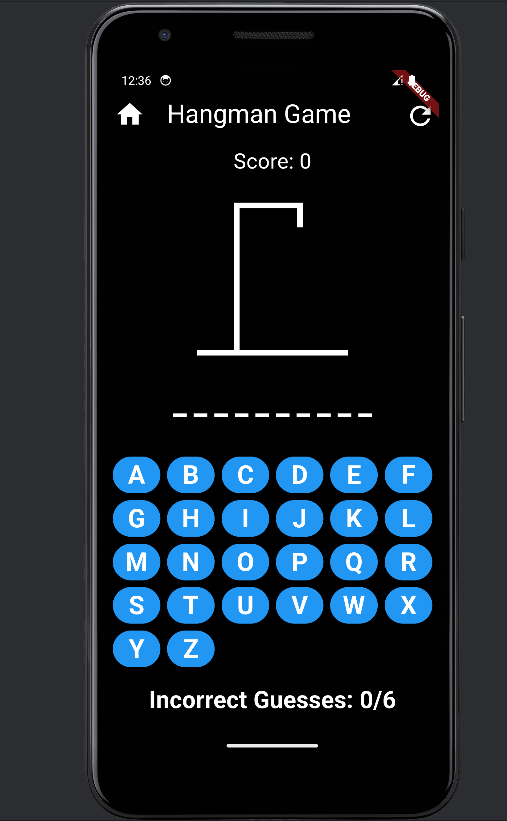 12:36
DEBUG
Hangman Game
Score: 0
_ _ _ _ _ _ _ _ _ _
A B C D E F
G H I J K L
M N O P Q R
S T U V W X
Y Z
Incorrect Guesses: 0/6